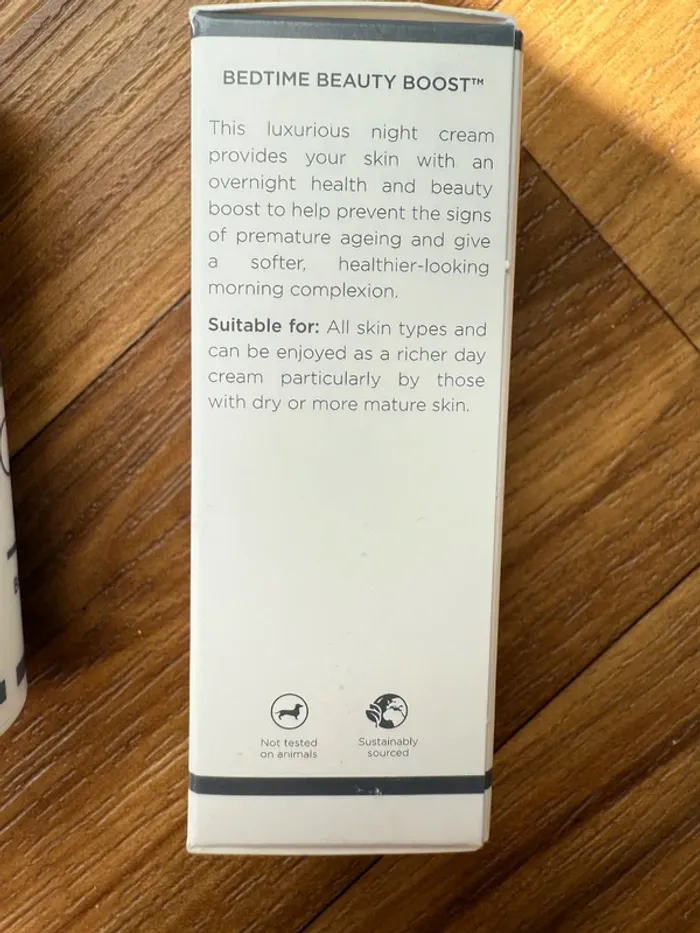 BEDTIME BEAUTY BOOST™
This luxurious night cream
provides your skin with an
overnight health and beauty
boost to help prevent the signs
of premature ageing and give
a softer, healthier-looking
morning complexion.
Suitable for: All skin types and
can be enjoyed as a richer day
cream particularly by those
with dry or more mature skin.
Not tested
on animals
Sustainably
sourced